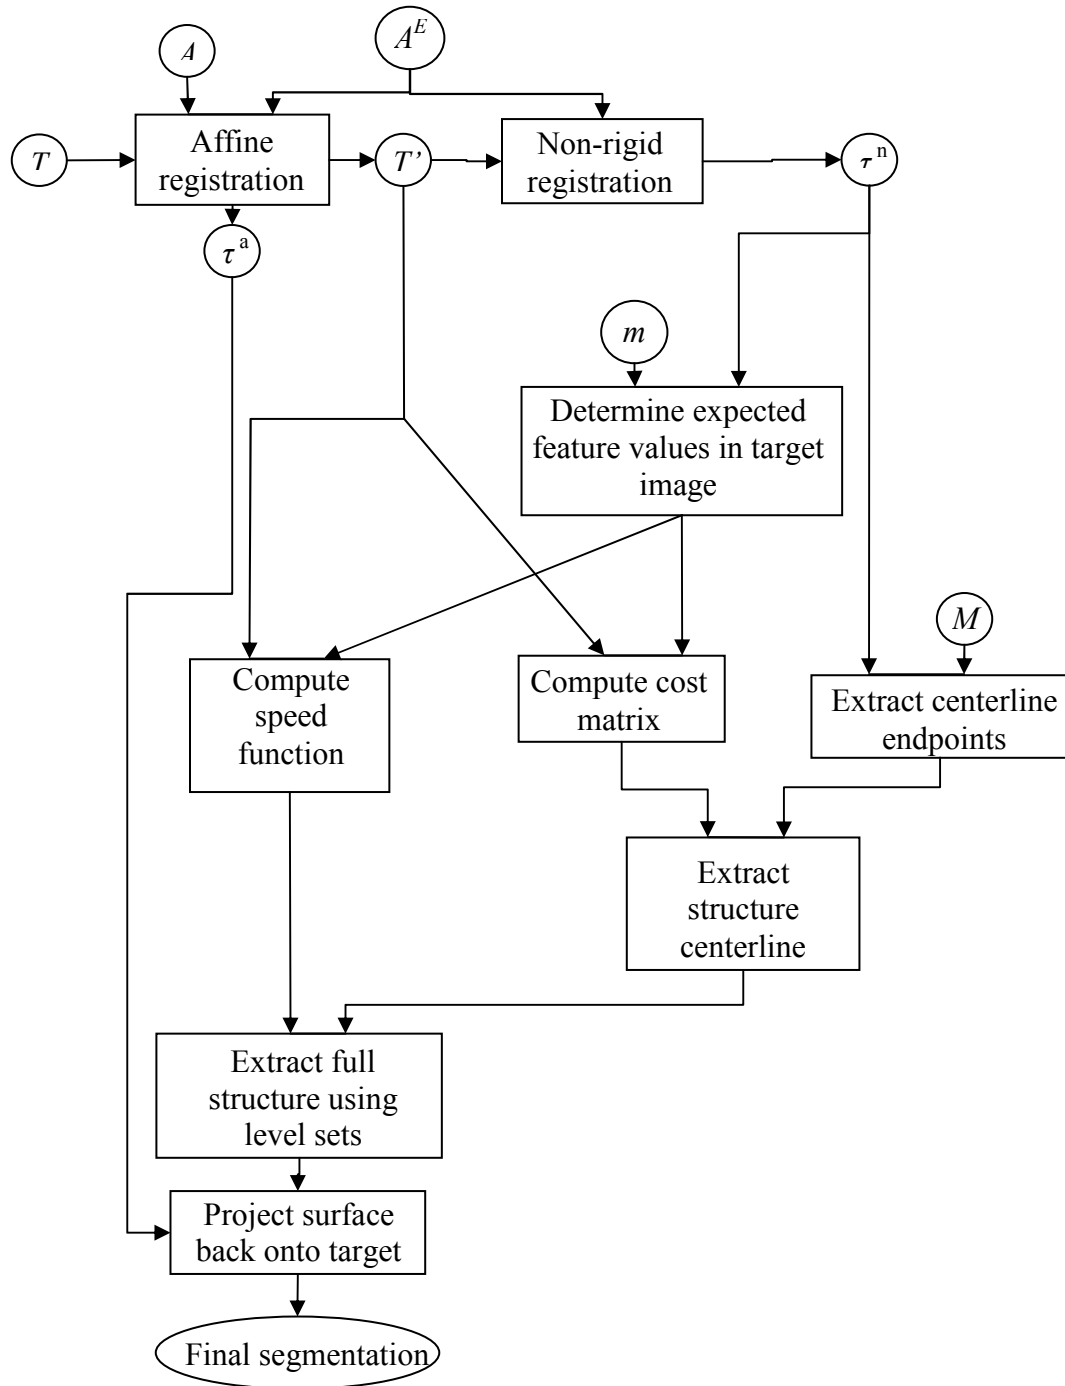 A
A^E
T
Affine
registration
T’
Non-rigid
registration
τ^n
τ^a
m
Determine expected
feature values in target
image
M
Compute
speed
function
Compute cost
matrix
Extract centerline
endpoints
Extract
structure
centerline
Extract full
structure using
level sets
Project surface
back onto target
Final segmentation